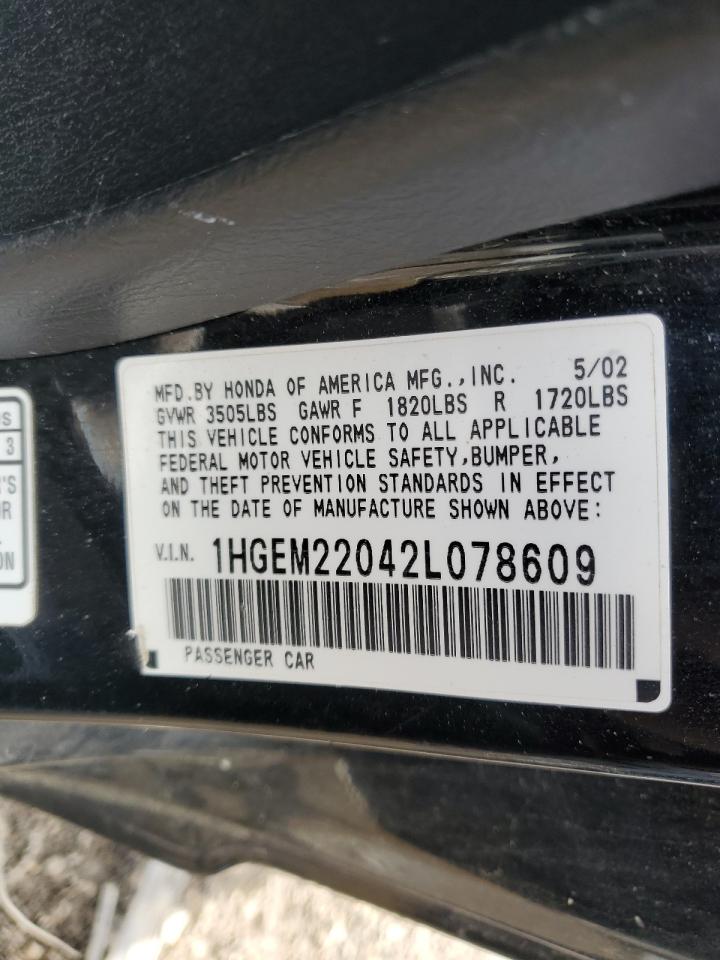 MFD.BY HONDA OF AMERICA MFG.,INC. 5/02
GVWR 3505LBS GAWR F 1820LBS R 1720LBS
THIS VEHICLE CONFORMS TO ALL APPLICABLE
FEDERAL MOTOR VEHICLE SAFETY,BUMPER,
AND THEFT PREVENTION STANDARDS IN EFFECT
ON THE DATE OF MANUFACTURE SHOWN ABOVE:
V.I.N. 1HGEM22042L078609
PASSENGER CAR
3